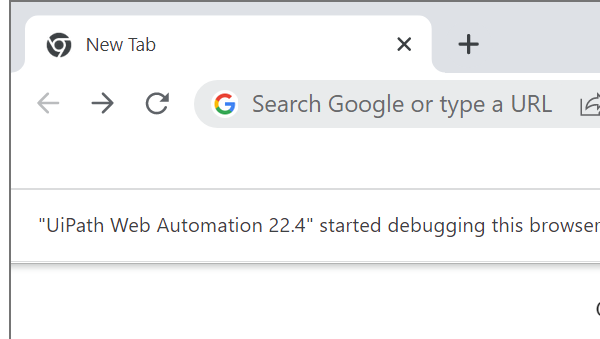 New Tab
Search Google or type a URL
"UiPath Web Automation 22.4" started debugging this browser